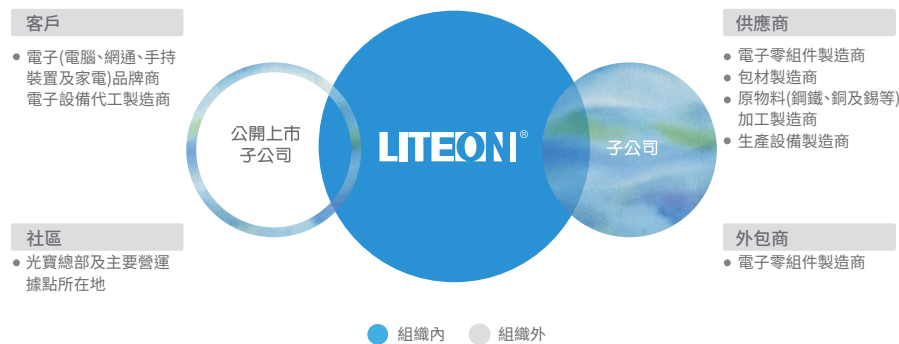 客戶
• 電子(電腦、網通、手持
裝置及家電)品牌商
電子設備代工製造商
公開上市
子公司
LITEON®
子公司
供應商
• 電子零組件製造商
• 包材製造商
• 原物料(鋼鐵、銅及錫等)
加工製造商
• 生產設備製造商
社區
• 光寶總部及主要營運
據點所在地
外包商
• 電子零組件製造商
組織內
組織外